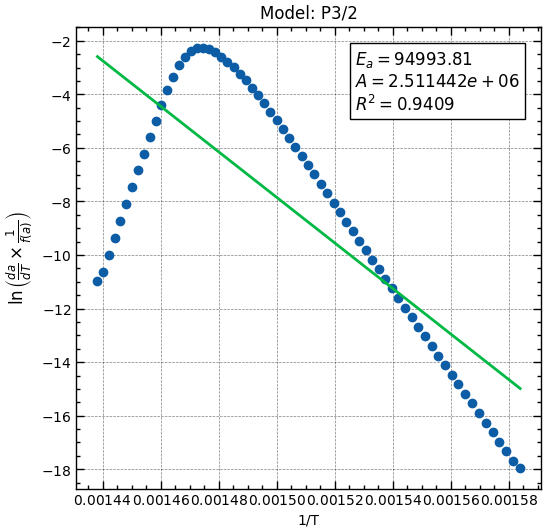 Model: P3/2
E_a = 94993.81
A = 2.511442e + 06
R^2 = 0.9409
ln (da/dT × 1/f(a))
−2
−4
−6
−8
−10
−12
−14
−16
−18
0.00144 0.00146 0.00148 0.00150 0.00152 0.00154 0.00156 0.00158
1/T